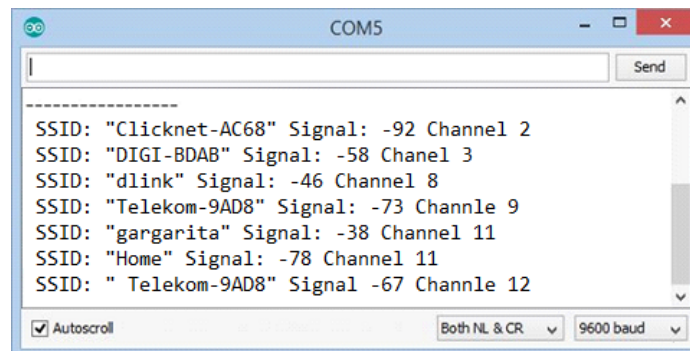 COM5
Send
-----------------
SSID: "Clicknet-AC68" Signal: -92 Channel 2
SSID: "DIGI-BDAB" Signal: -58 Chanel 3
SSID: "dlink" Signal: -46 Channel 8
SSID: "Telekom-9AD8" Signal: -73 Channle 9
SSID: "gargarita" Signal: -38 Channel 11
SSID: "Home" Signal: -78 Channel 11
SSID: " Telekom-9AD8" Signal -67 Channle 12
Autoscroll Both NL & CR 9600 baud